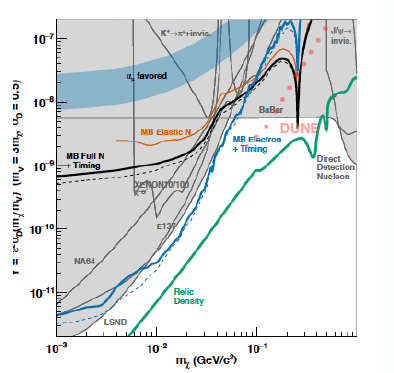 10⁻⁷
10⁻⁸
10⁻⁹
10⁻¹⁰
10⁻¹¹
K⁺→π⁺invis.
J/ψ→
invis.
favored
BaBar
MB Elastic N
MB Electron
+ Timing
DUNE
MB Full N
+ Timing
XENON10/100
Direct
Detection
Nucleon
E137
NA64
Relic
Density
LSND
10⁻³
10⁻²
10⁻¹
mχ (GeV/c²)